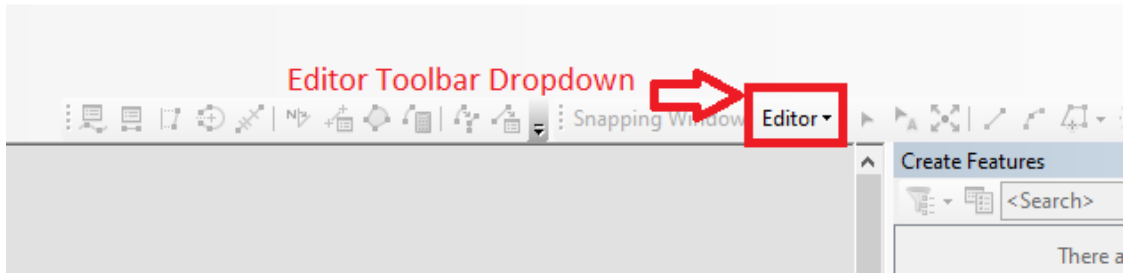 Editor Toolbar Dropdown
Snapping Window Editor
Create Features
<Search>
There a